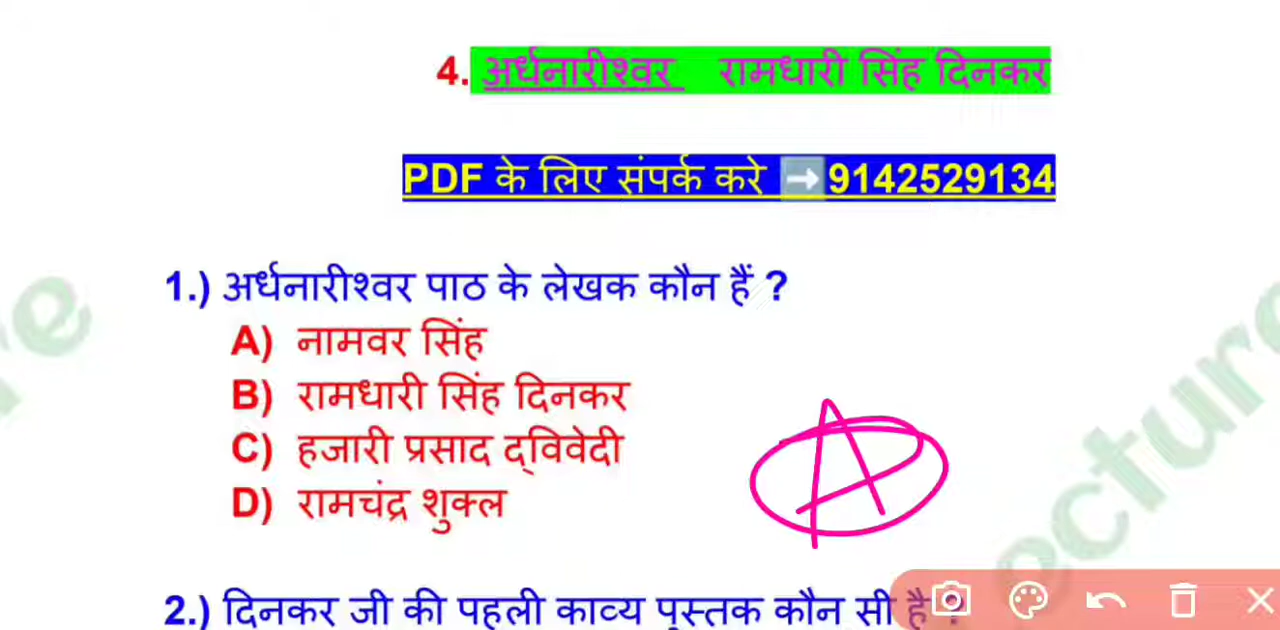 4. अर्धनारीश्वर रामधारी सिंह दिनकर
PDF के लिए संपर्क करे ➡ 9142529134
1.) अर्धनारीश्वर पाठ के लेखक कौन हैं ?
A) नामवर सिंह
B) रामधारी सिंह दिनकर
C) हजारी प्रसाद द्विवेदी
D) रामचंद्र शुक्ल
A
2.) दिनकर जी की पहली काव्य पुस्तक कौन सी है ?